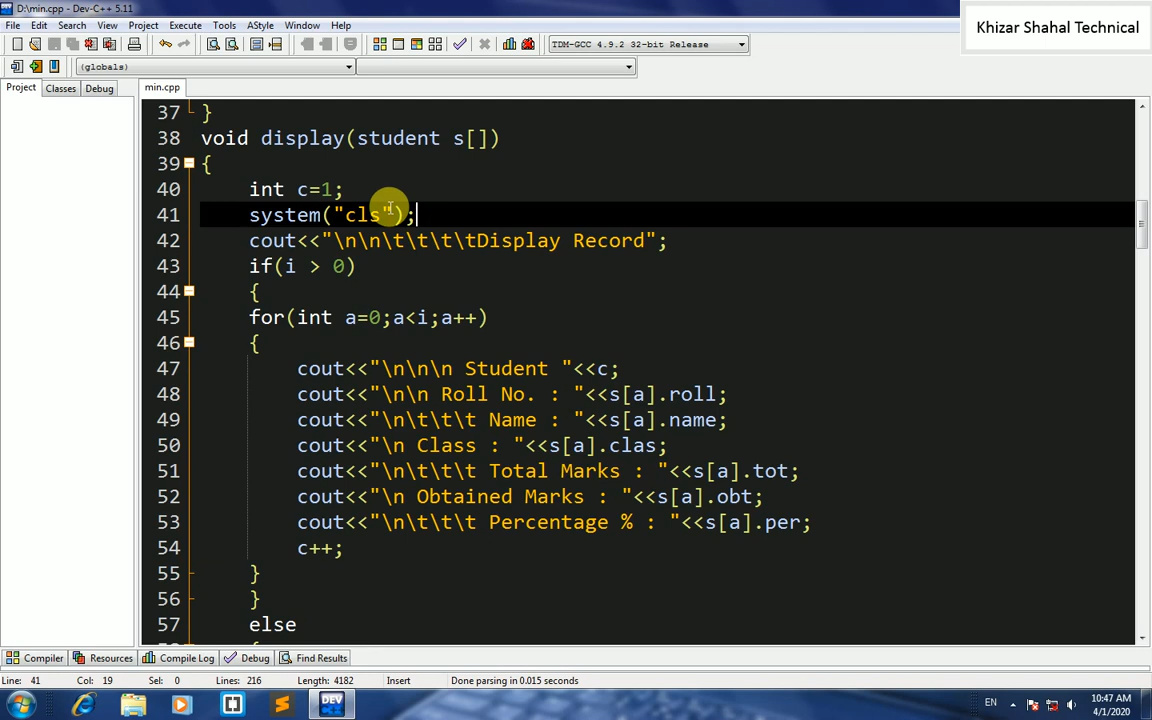 D:\min.cpp - Dev-C++ 5.11
Khizar Shahal Technical
File Edit Search View Project Execute Tools AStyle Window Help
TDM-GCC 4.9.2 32-bit Release
(globals)
Project Classes Debug min.cpp
37 }
38 void display(student s[])
39 {
40 int c=1;
41 system("cls");
42 cout<<"\n\n\t\t\t\tDisplay Record";
43 if(i > 0)
44 {
45 for(int a=0;a<i;a++)
46 {
47 cout<<"\n\n\n Student "<<c;
48 cout<<"\n\n Roll No. : "<<s[a].roll;
49 cout<<"\n\t\t\t Name : "<<s[a].name;
50 cout<<"\n Class : "<<s[a].clas;
51 cout<<"\n\t\t\t Total Marks : "<<s[a].tot;
52 cout<<"\n Obtained Marks : "<<s[a].obt;
53 cout<<"\n\t\t\t Percentage % : "<<s[a].per;
54 c++;
55 }
56 }
57 else
Compiler Resources Compile Log Debug Find Results
Line: 41 Col: 19 Sel: 0 Lines: 216 Length: 4182 Insert Done parsing in 0.015 seconds
DEV
EN
10:47 AM
4/1/2020